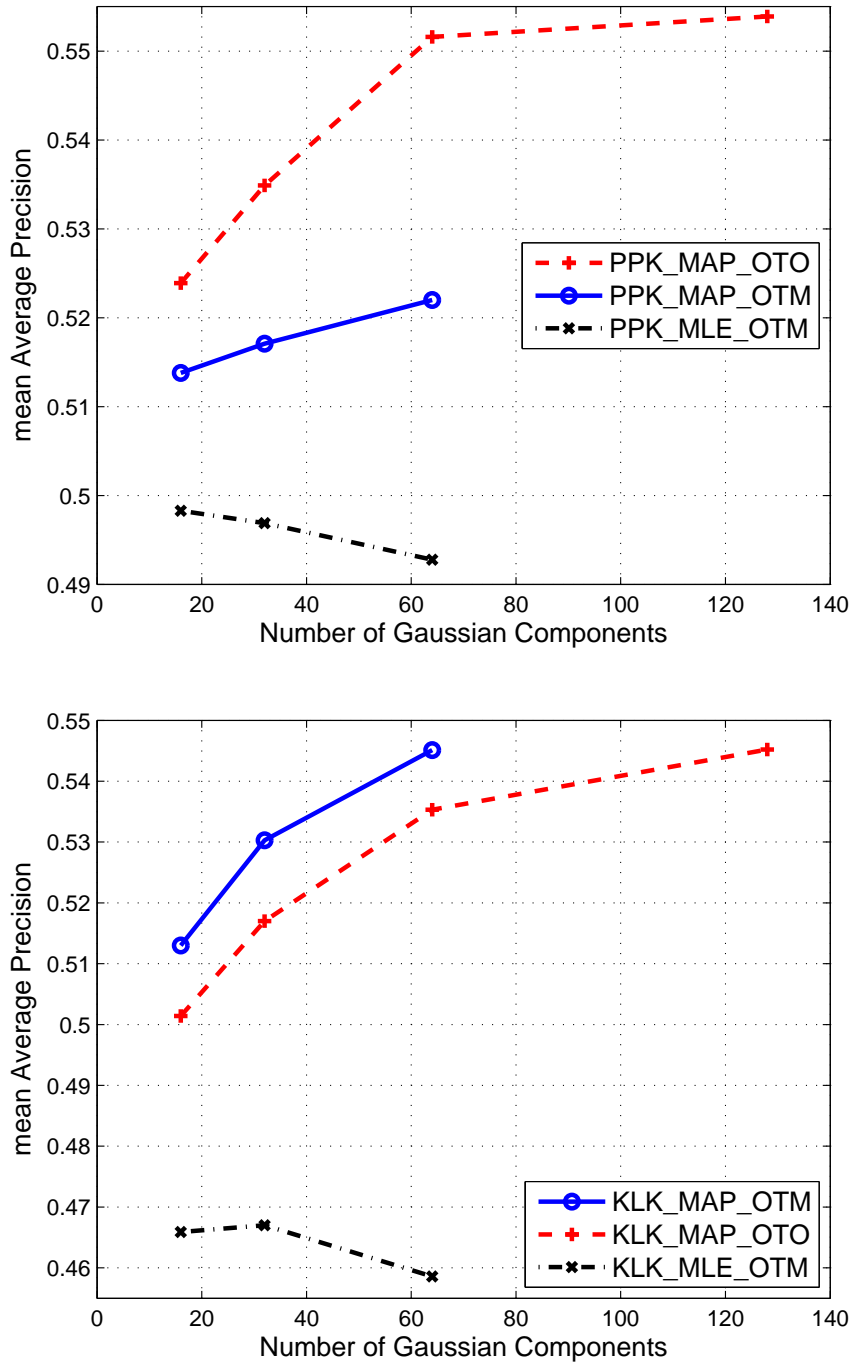 0.55
0.54
0.53
0.52
0.51
0.5
0.49
mean Average Precision
PPK_MAP_OTO
PPK_MAP_OTM
PPK_MLE_OTM
0 20 40 60 80 100 120 140
Number of Gaussian Components
0.55
0.54
0.53
0.52
0.51
0.5
0.49
0.48
0.47
0.46
mean Average Precision
KLK_MAP_OTM
KLK_MAP_OTO
KLK_MLE_OTM
0 20 40 60 80 100 120 140
Number of Gaussian Components